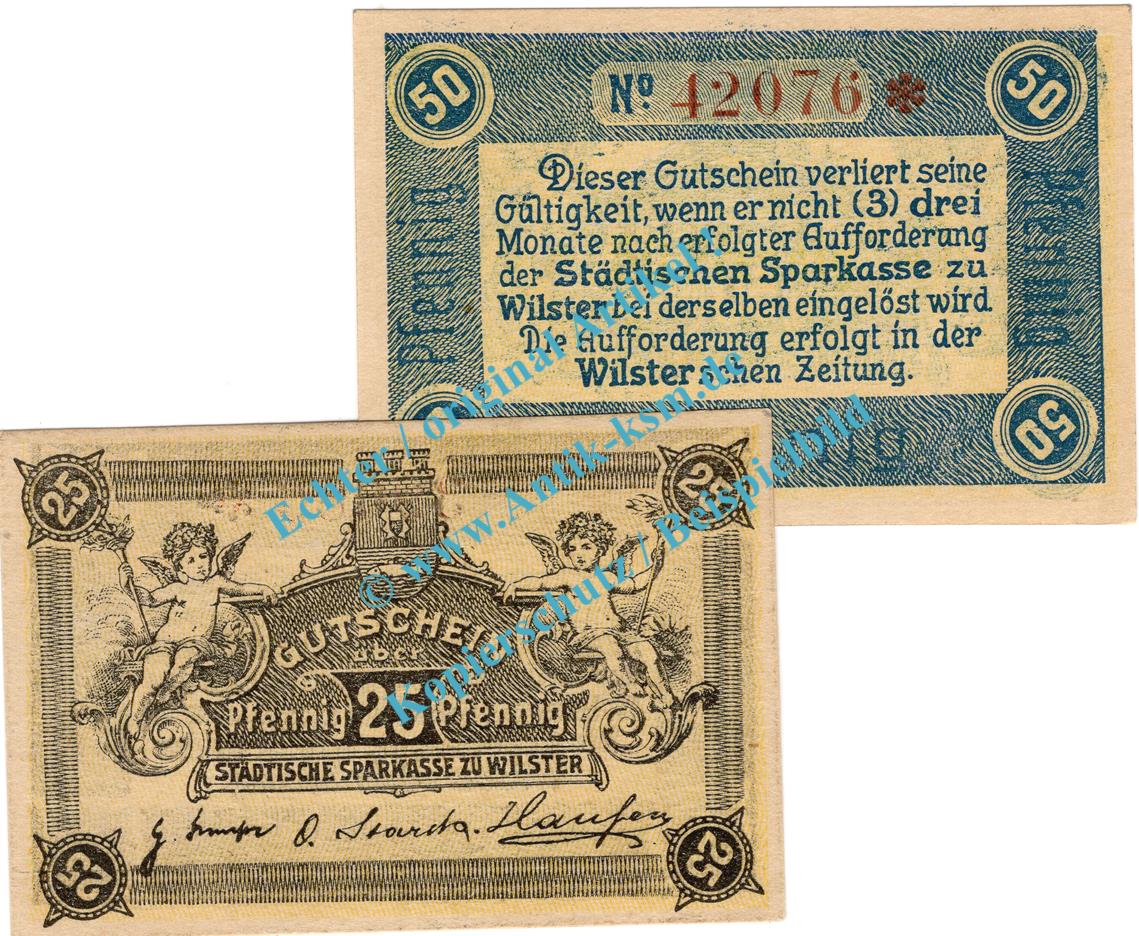 50
50
Nº 42076
Dieser Gutschein verliert seine
Gültigkeit, wenn er nicht (3) drei
Monate nach erfolgter Aufforderung
der Städtischen Sparkasse zu
Wilster bei derselben eingelöst wird.
Die Aufforderung erfolgt in der
Wilsterschen Zeitung.
Pfennig
Pfennig
50
25
25
GUTSCHEIN
über
Pfennig 25 Pfennig
STÄDTISCHE SPARKASSE ZU WILSTER
O. Starck.
25
25
Echter / original Artikel !
© www.Antik-ksm.de
Kopierschutz / Beispielbild